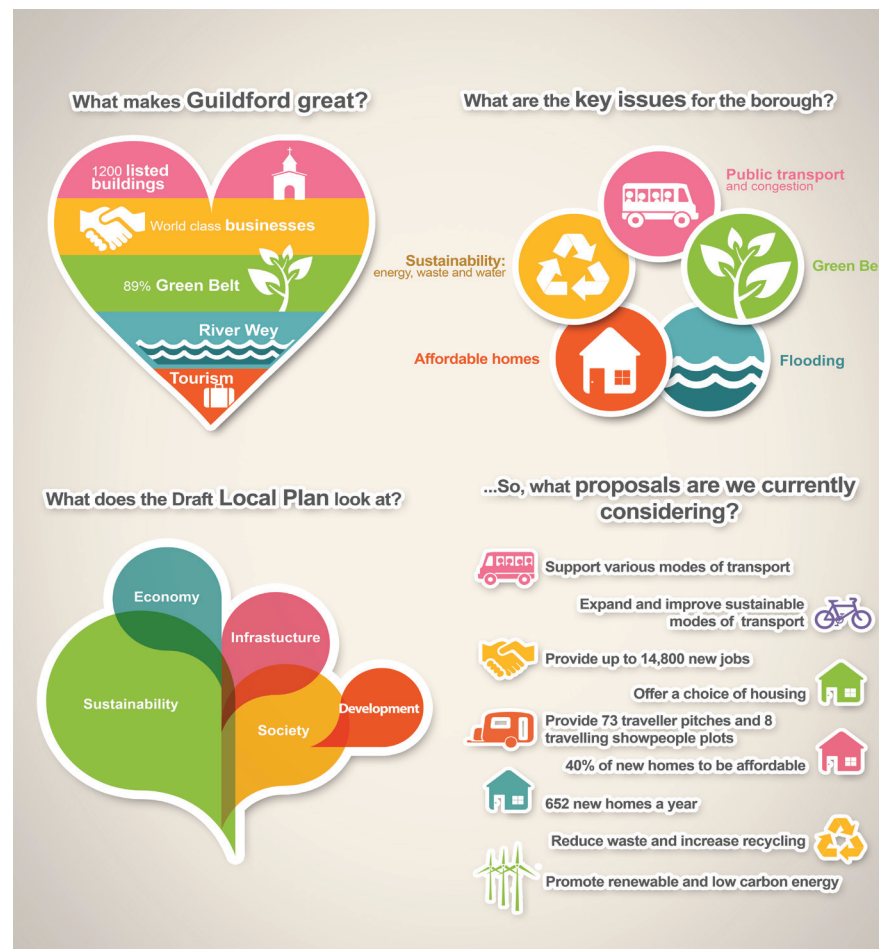 What makes Guildford great?
1200 listed
buildings
World class businesses
89% Green Belt
River Wey
Tourism
What are the key issues for the borough?
Public transport
and congestion
Sustainability:
energy, waste and water
Green Be
Affordable homes
Flooding
What does the Draft Local Plan look at?
Economy
Infrastucture
Sustainability
Society
Development
...So, what proposals are we currently
considering?
Support various modes of transport
Expand and improve sustainable
modes of transport
Provide up to 14,800 new jobs
Offer a choice of housing
Provide 73 traveller pitches and 8
travelling showpeople plots
40% of new homes to be affordable
652 new homes a year
Reduce waste and increase recycling
Promote renewable and low carbon energy